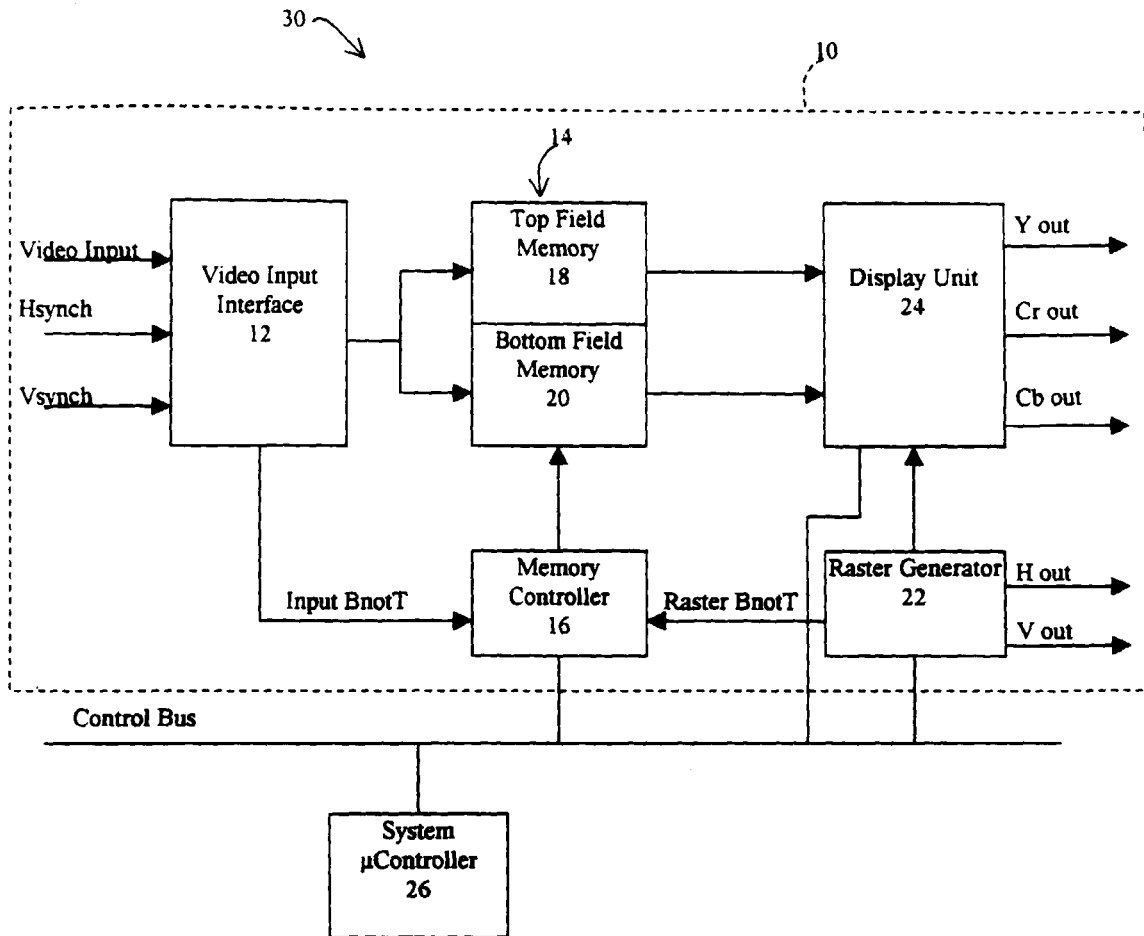 30
10
14
Video Input
Hsynch
Vsynch
Video Input
Interface
12
Top Field
Memory
18
Bottom Field
Memory
20
Display Unit
24
Y out
Cr out
Cb out
Input BnotT
Memory
Controller
16
Raster BnotT
Raster Generator
22
H out
V out
Control Bus
System
µController
26